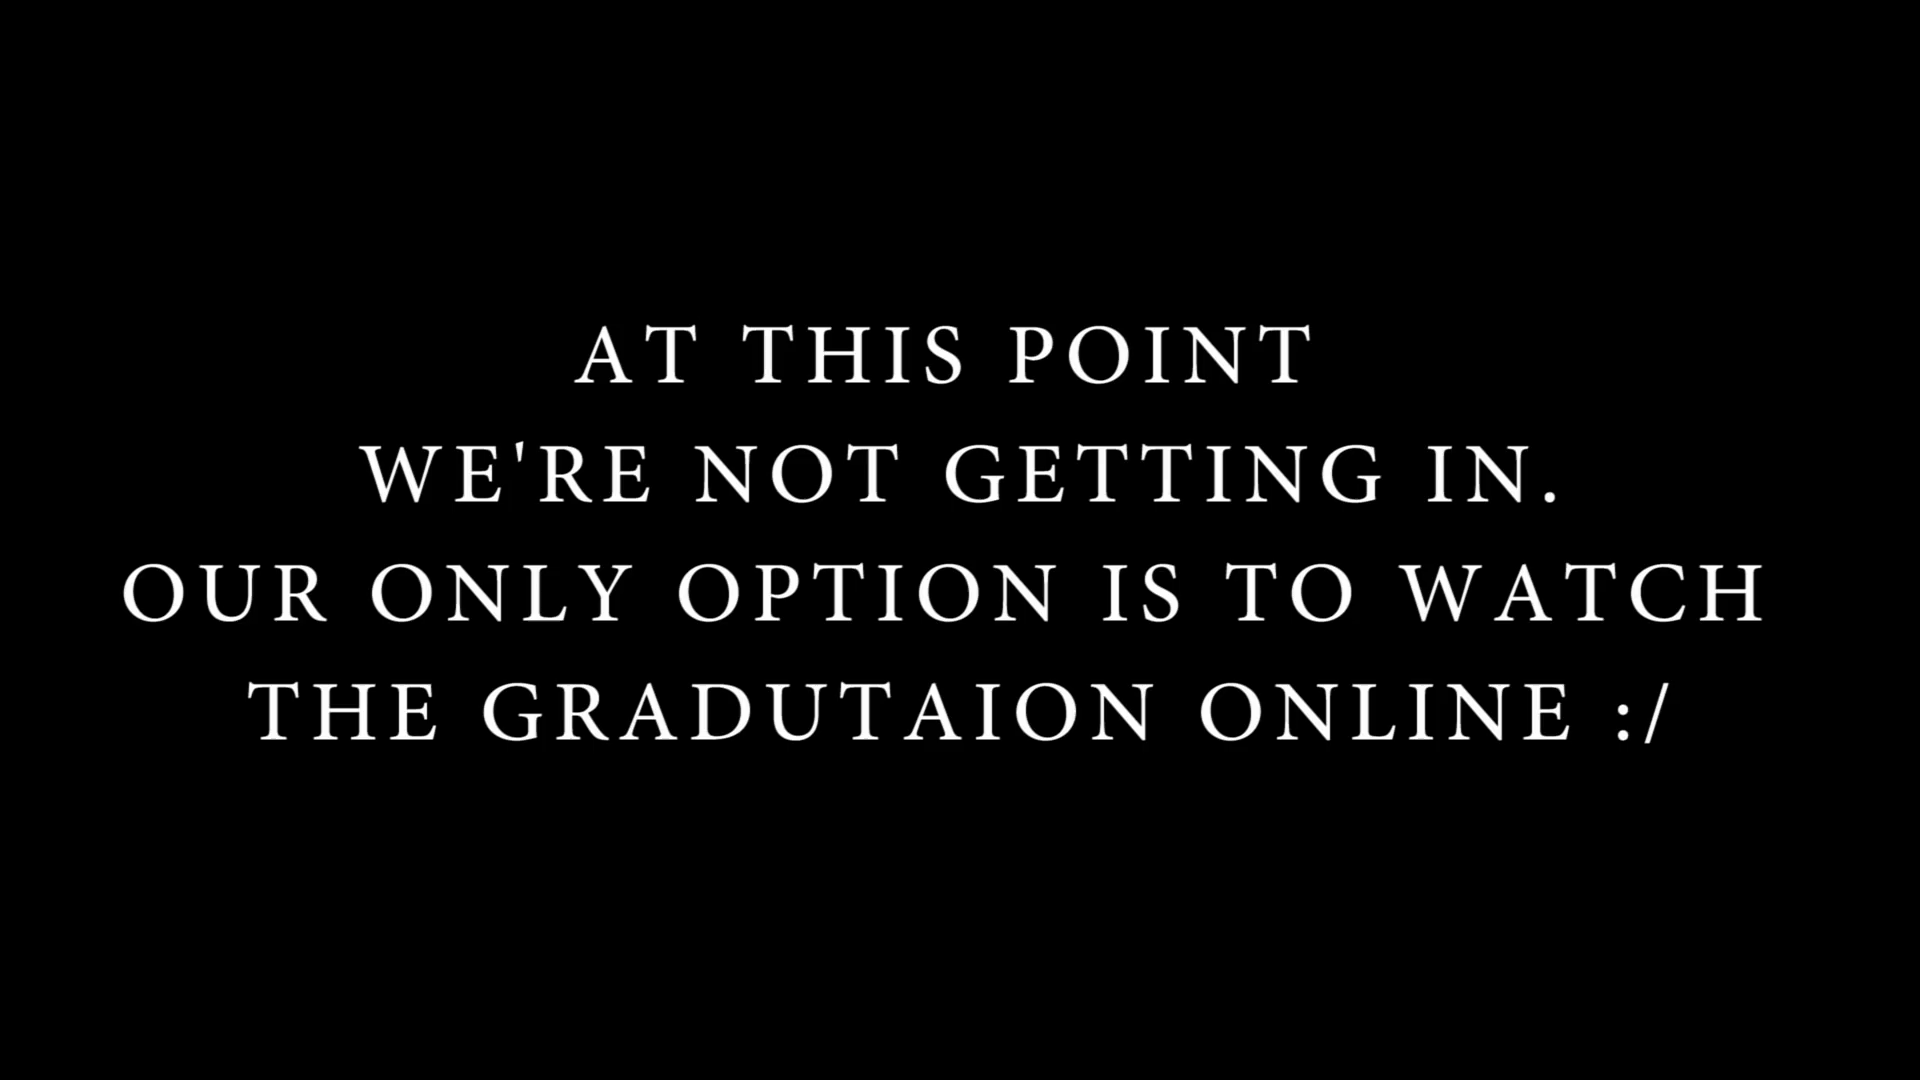 AT THIS POINT
WE'RE NOT GETTING IN.
OUR ONLY OPTION IS TO WATCH
THE GRADUTAION ONLINE :/